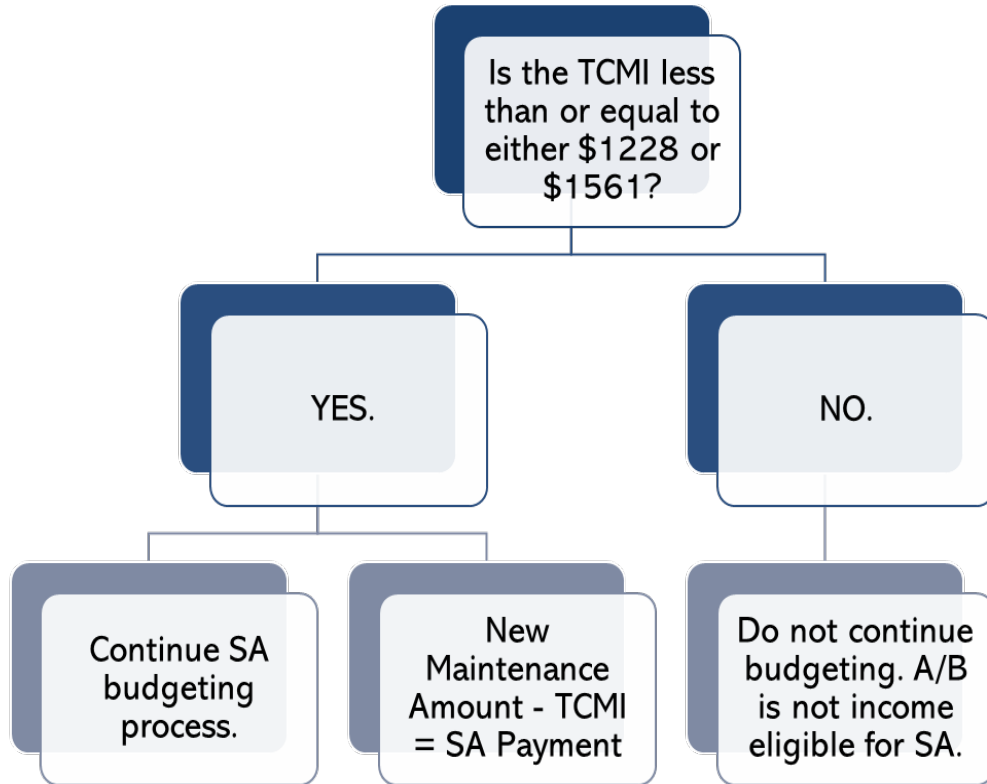 Is the TCMI less
than or equal to
either $1228 or
$1561?
YES.
NO.
Continue SA
budgeting
process.
New
Maintenance
Amount - TCMI
= SA Payment
Do not continue
budgeting. A/B
is not income
eligible for SA.